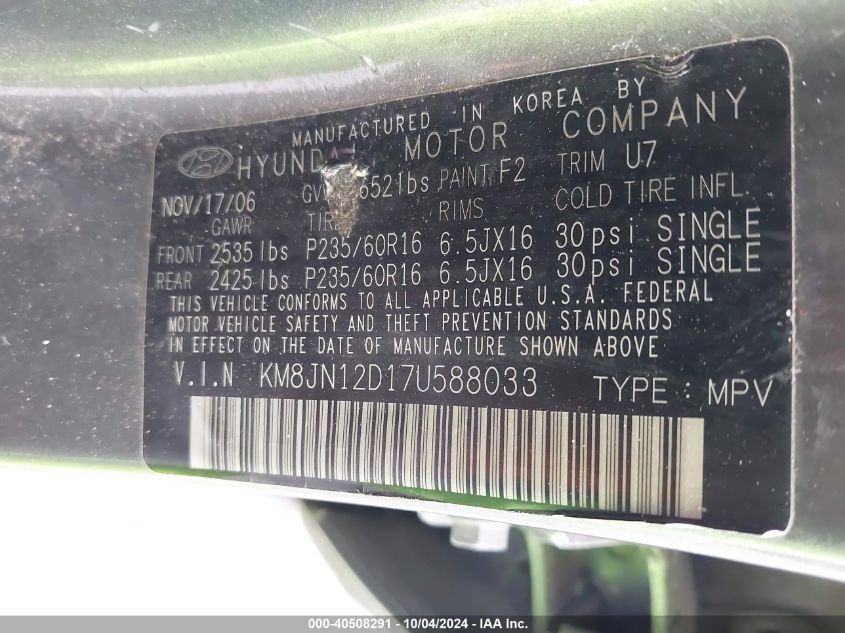 MANUFACTURED IN KOREA BY
HYUNDAI MOTOR COMPANY
NOV/17/06 6521bs PAINT F2 TRIM U7
GAWR RIMS COLD TIRE INFL
FRONT 2535 lbs P235/60R16 6.5JX16 30psi SINGLE
REAR 2425 lbs P235/60R16 6.5JX16 30psi SINGLE
THIS VEHICLE CONFORMS TO ALL APPLICABLE U.S.A. FEDERAL
MOTOR VEHICLE SAFETY AND THEFT PREVENTION STANDARDS
IN EFFECT ON THE DATE OF MANUFACTURE SHOWN ABOVE
V.I.N KM8JN12D17U588033 TYPE : MPV
000-40508291 - 10/04/2024 - IAA Inc.